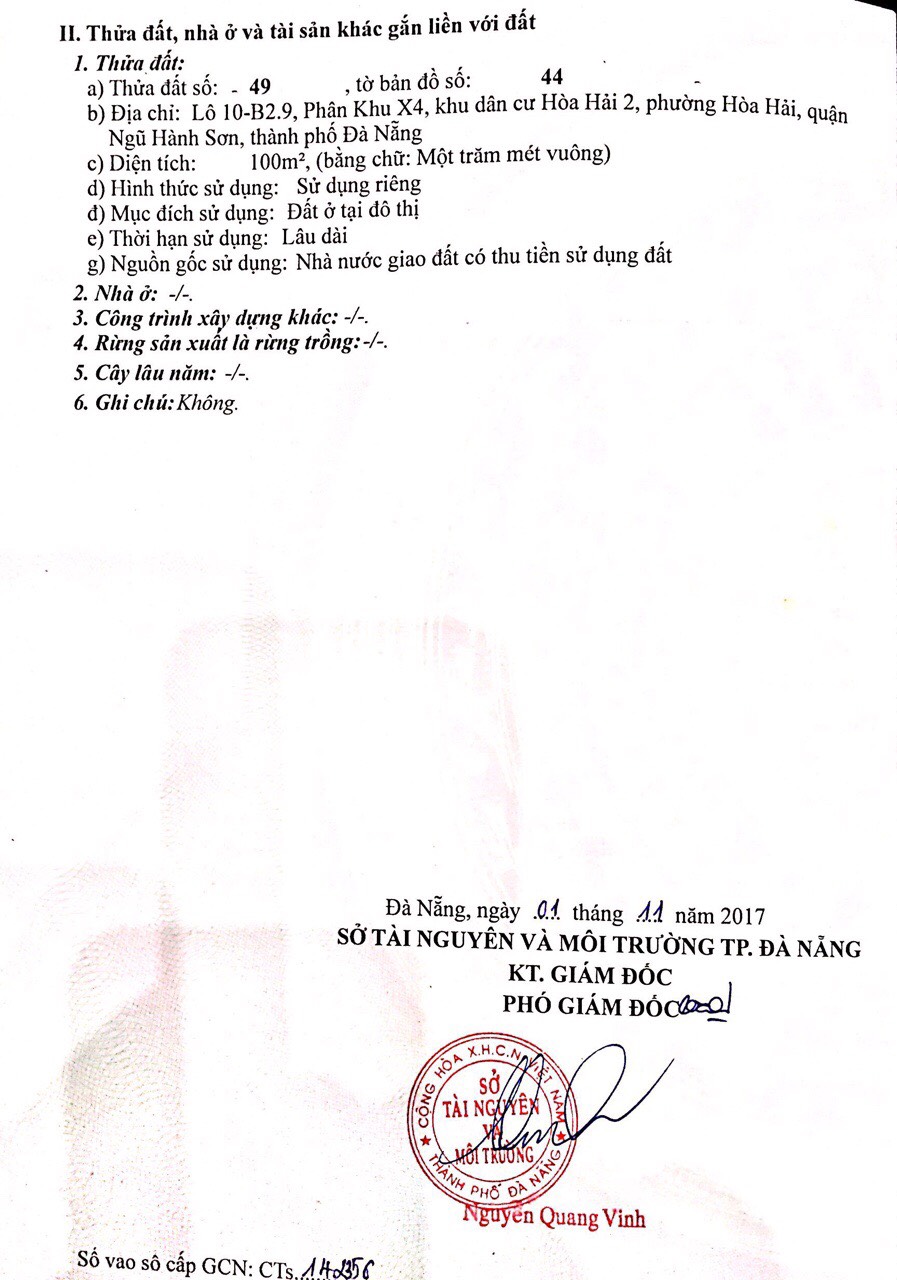 II. Thửa đất, nhà ở và tài sản khác gắn liền với đất
1. Thửa đất:
a) Thửa đất số: - 49 , tờ bản đồ số: 44 -
b) Địa chỉ: Lô 10-B2.9, Phân Khu X4, khu dân cư Hòa Hải 2, phường Hòa Hải, quận
Ngũ Hành Sơn, thành phố Đà Nẵng
c) Diện tích: 100m², (bằng chữ: Một trăm mét vuông)
d) Hình thức sử dụng: Sử dụng riêng
đ) Mục đích sử dụng: Đất ở tại đô thị
e) Thời hạn sử dụng: Lâu dài
g) Nguồn gốc sử dụng: Nhà nước giao đất có thu tiền sử dụng đất
2. Nhà ở: -/-.
3. Công trình xây dựng khác: -/-.
4. Rừng sản xuất là rừng trồng: -/-.
5. Cây lâu năm: -/-.
6. Ghi chú: Không.
Đà Nẵng, ngày 01 tháng 11 năm 2017
SỞ TÀI NGUYÊN VÀ MÔI TRƯỜNG TP. ĐÀ NẴNG
KT. GIÁM ĐỐC
PHÓ GIÁM ĐỐC
CỘNG HÒA X.H.C.N VIỆT NAM
SỞ
TÀI NGUYÊN
VÀ
MÔI TRƯỜNG
THÀNH PHỐ ĐÀ NẴNG
Nguyễn Quang Vinh
Số vào sổ cấp GCN: CTs.